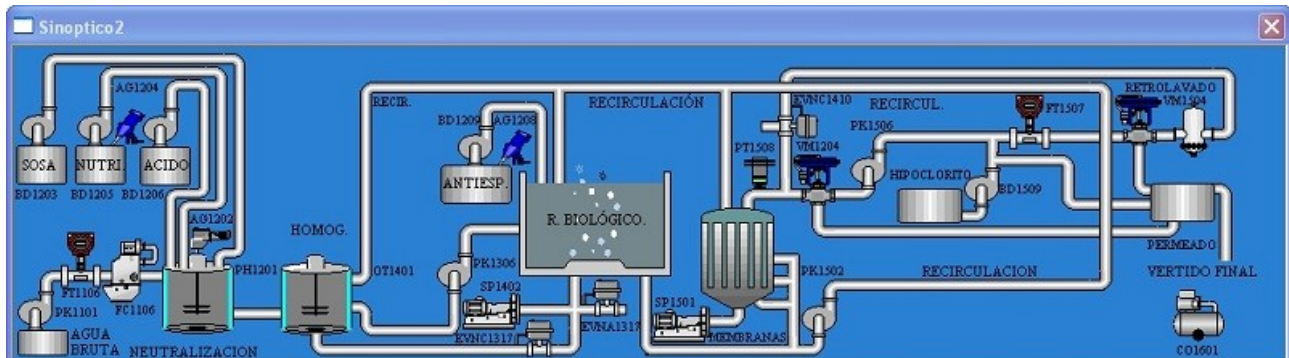 Sinoptico2
AG1204
SOSA
NUTRI
ACIDO
BD1203
BD1205
BD1206
AG1202
FT1106
PK1101
FC1106
PH1201
AGUA
BRUTA
NEUTRALIZACION
HOMOG.
OT1401
RECIR.
RECIRCULACIÓN
BD1209
AG1208
ANTIESP.
R. BIOLÓGICO.
PK1306
SP1402
EVNC1317
EVNA1317
SP1501
MEMBRANAS
PK1502
RECIRCULACION
PT1508
VM1204
EVNC1410
RECIRCUL.
PK1506
HIPOCLORITO
BD1509
FT1507
RETROLAVADO
VM1504
PERMEADO
VERTIDO FINAL
CO1601